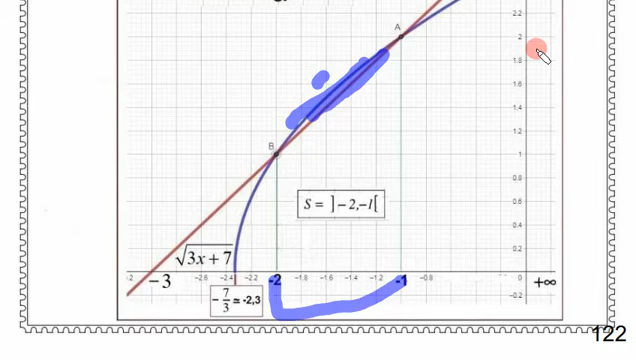 2.2
A
2
1.8
1.6
1.4
1.2
B
1
0.8
S = ]−2,−1[
0.6
0.4
√3x+7
0.2
−3 -2.6 -2.4 -2.2 -2 -1.8 -1.6 -1.4 -1.2 -1 -0.8 0 +∞
-0.2
−7/3 ≃ -2,3
122